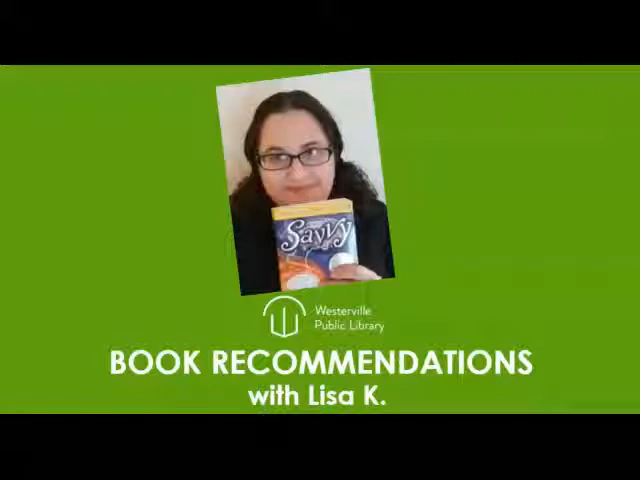 Savvy
Westerville
Public Library
BOOK RECOMMENDATIONS
with Lisa K.